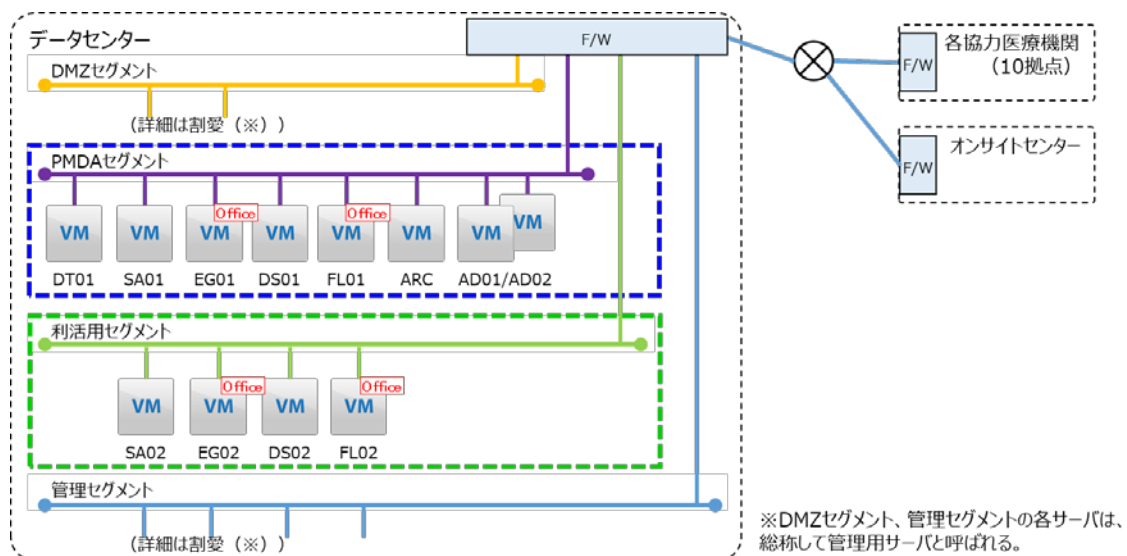 データセンター
F/W
DMZセグメント
(詳細は割愛（※）)
PMDAセグメント
VM
VM
Office
VM
VM
Office
VM
VM
VM
VM
DT01
SA01
EG01
DS01
FL01
ARC
AD01/AD02
利活用セグメント
VM
Office
VM
VM
Office
VM
SA02
EG02
DS02
FL02
管理セグメント
(詳細は割愛（※）)
F/W
各協力医療機関
（10拠点）
F/W
オンサイトセンター
※DMZセグメント、管理セグメントの各サーバは、
総称して管理用サーバと呼ばれる。